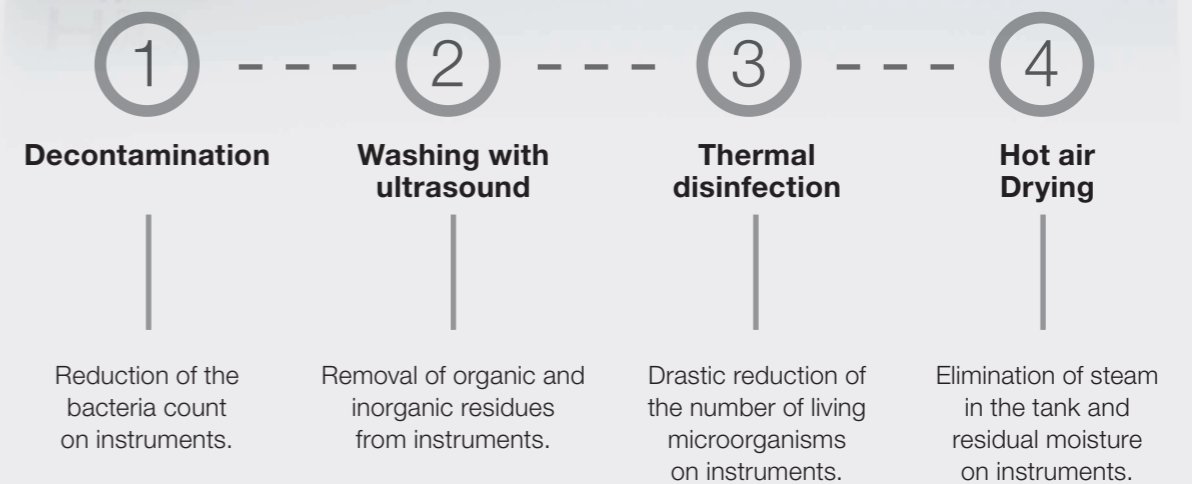 1
2
3
4
Decontamination
Washing with
ultrasound
Thermal
disinfection
Hot air
Drying
Reduction of the
bacteria count
on instruments.
Removal of organic and
inorganic residues
from instruments.
Drastic reduction of
the number of living
microorganisms
on instruments.
Elimination of steam
in the tank and
residual moisture
on instruments.